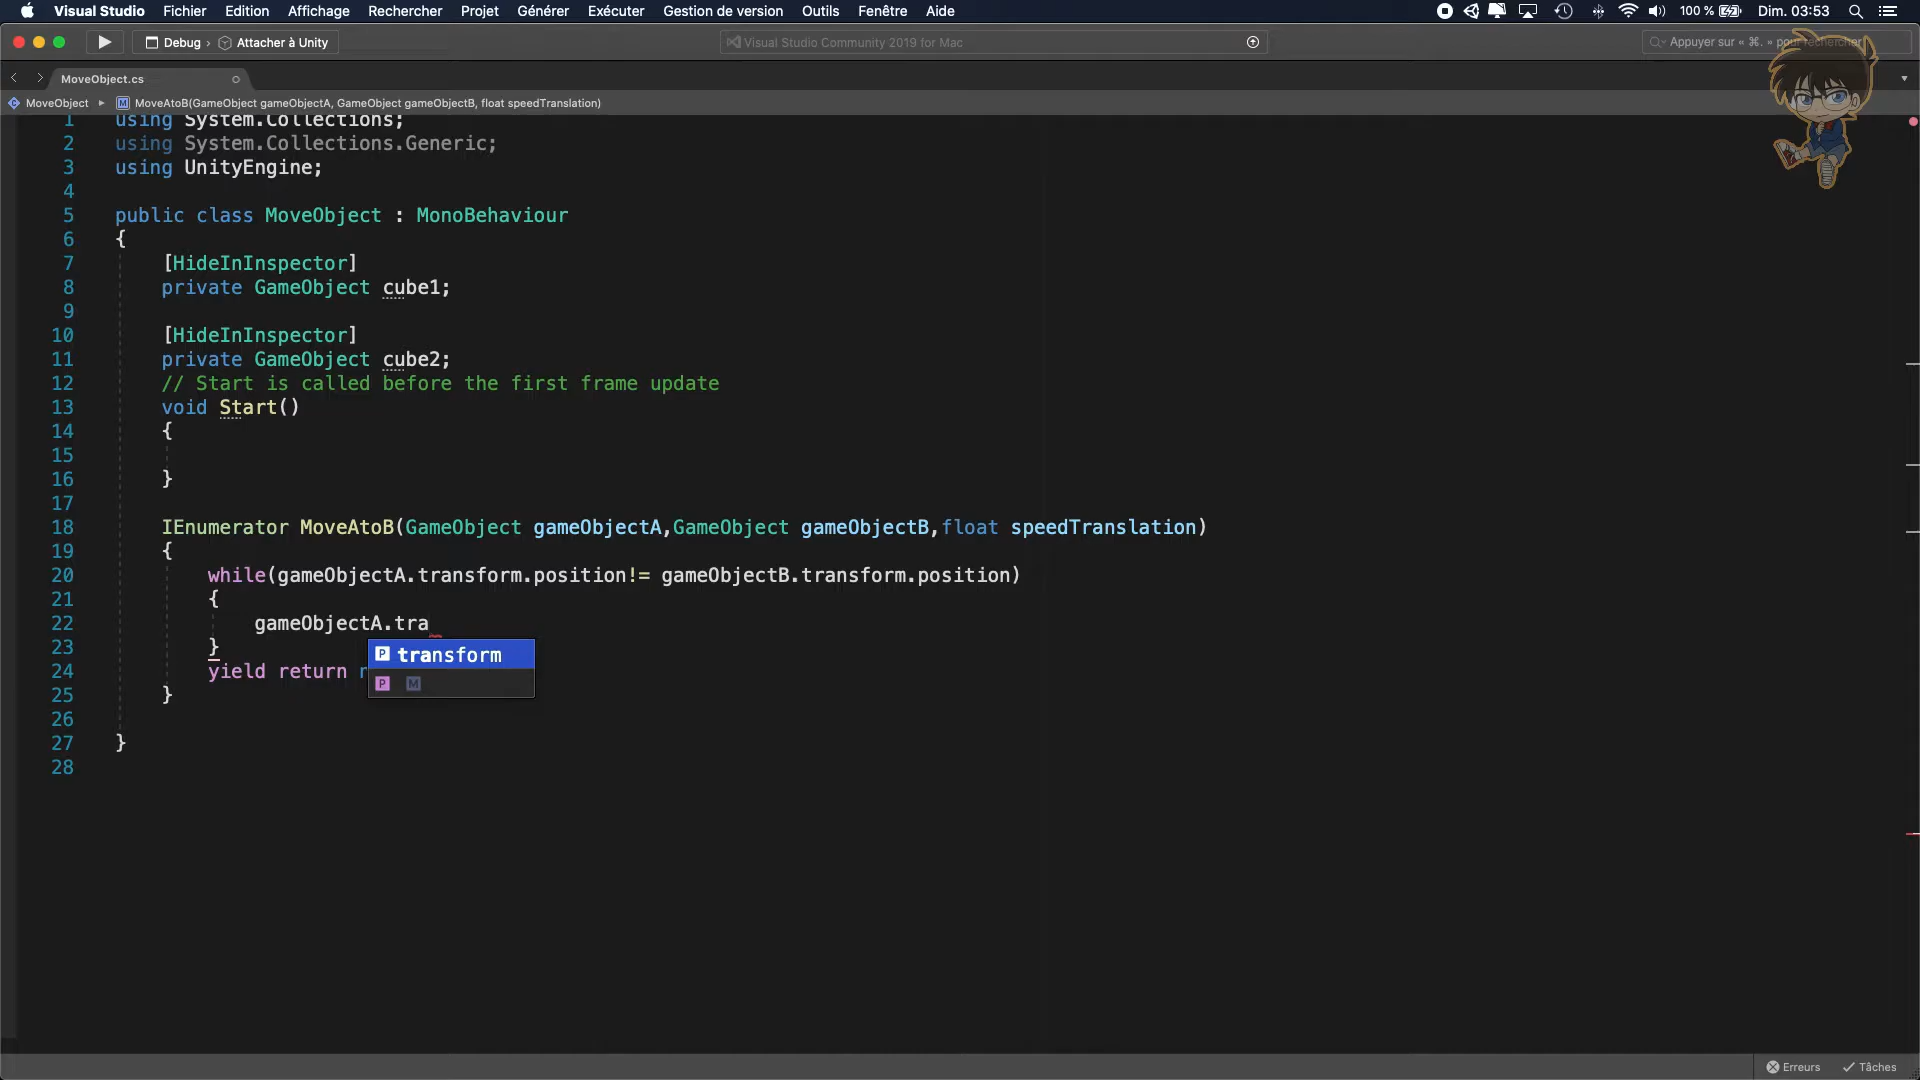 Visual Studio Fichier Edition Affichage Rechercher Projet Générer Exécuter Gestion de version Outils Fenêtre Aide 100 % Dim. 03:53
Debug › Attacher à Unity Visual Studio Community 2019 for Mac Appuyer sur « ⌘. » pour rechercher
MoveObject.cs
MoveObject ▸ M MoveAtoB(GameObject gameObjectA, GameObject gameObjectB, float speedTranslation)
1 using System.Collections;
2 using System.Collections.Generic;
3 using UnityEngine;
4
5 public class MoveObject : MonoBehaviour
6 {
7 [HideInInspector]
8 private GameObject cube1;
9
10 [HideInInspector]
11 private GameObject cube2;
12 // Start is called before the first frame update
13 void Start()
14 {
15
16 }
17
18 IEnumerator MoveAtoB(GameObject gameObjectA,GameObject gameObjectB,float speedTranslation)
19 {
20 while(gameObjectA.transform.position!= gameObjectB.transform.position)
21 {
22 gameObjectA.tra
23 }
P transform
24 yield return
P M
25 }
26
27 }
28
Erreurs Tâches